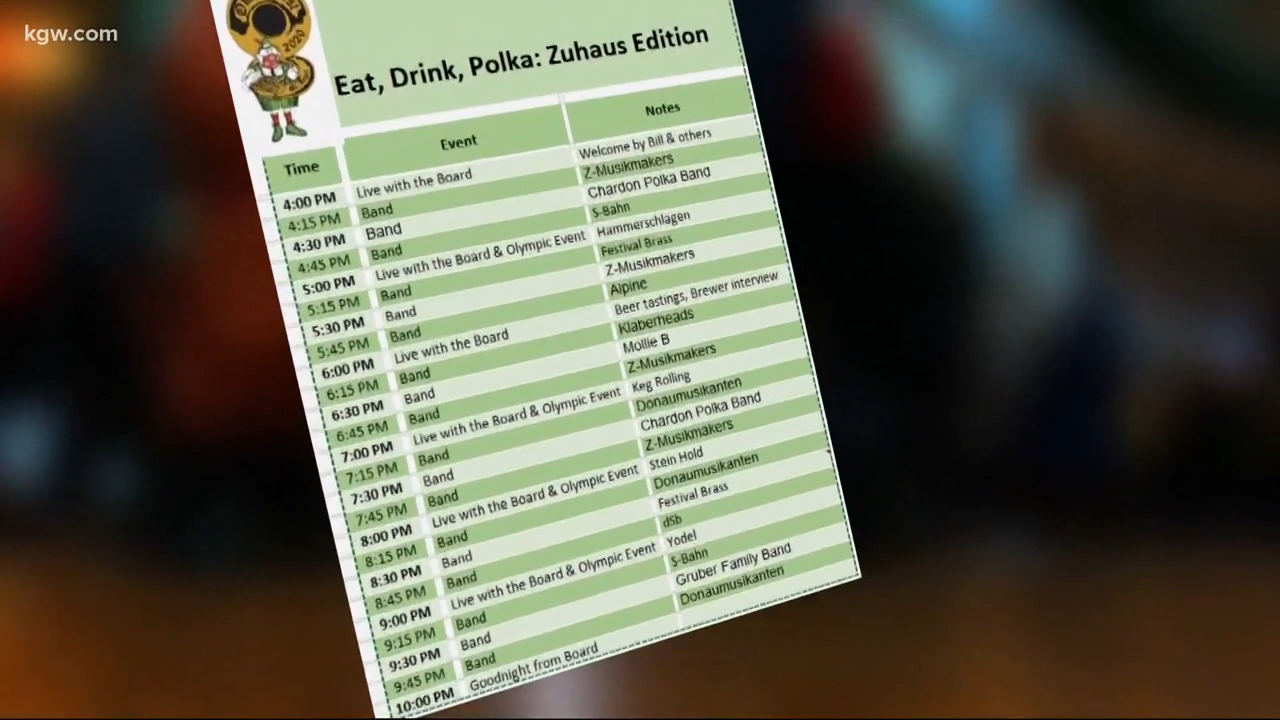 kgw.com
2020
Eat, Drink, Polka: Zuhaus Edition
Time Event Notes
4:00 PM Live with the Board Welcome by Bill & others
4:15 PM Band Z-Musikmakers
4:30 PM Band Chardon Polka Band
4:45 PM Band S-Bahn
5:00 PM Live with the Board & Olympic Event Hammerschlagen
5:15 PM Band Festival Brass
5:30 PM Band Z-Musikmakers
5:45 PM Band Alpine
6:00 PM Live with the Board Beer tastings, Brewer interview
6:15 PM Band Klaberheads
6:30 PM Band Mollie B
6:45 PM Band Z-Musikmakers
7:00 PM Live with the Board & Olympic Event Keg Rolling
7:15 PM Band Donaumusikanten
7:30 PM Band Chardon Polka Band
7:45 PM Band Z-Musikmakers
8:00 PM Live with the Board & Olympic Event Stein Hold
8:15 PM Band Donaumusikanten
8:30 PM Band Festival Brass
8:45 PM Band dSb
9:00 PM Live with the Board & Olympic Event Yodel
9:15 PM Band S-Bahn
9:30 PM Band Gruber Family Band
9:45 PM Band Donaumusikanten
10:00 PM Goodnight from Board